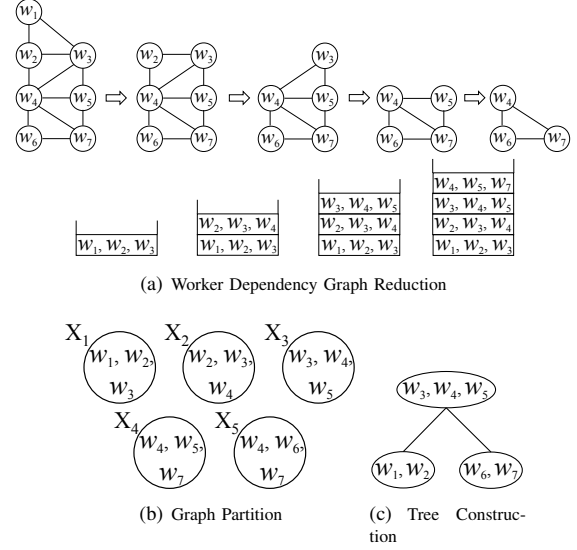 w1
w2 w3 w2 w3 w3
w4 w5 w4 w5 w4 w5 w4 w5 w4
w6 w7 w6 w7 w6 w7 w6 w7 w6 w7
w4, w5, w7
w3, w4, w5 w3, w4, w5
w2, w3, w4 w2, w3, w4 w2, w3, w4
w1, w2, w3 w1, w2, w3 w1, w2, w3 w1, w2, w3
(a) Worker Dependency Graph Reduction
X1 X2 X3
w1, w2, w2, w3, w3, w4,
w3 w4 w5
w3, w4, w5
X4 X5
w4, w5, w4, w6,
w7 w7
w1, w2 w6, w7
(b) Graph Partition
(c) Tree Construc-
tion